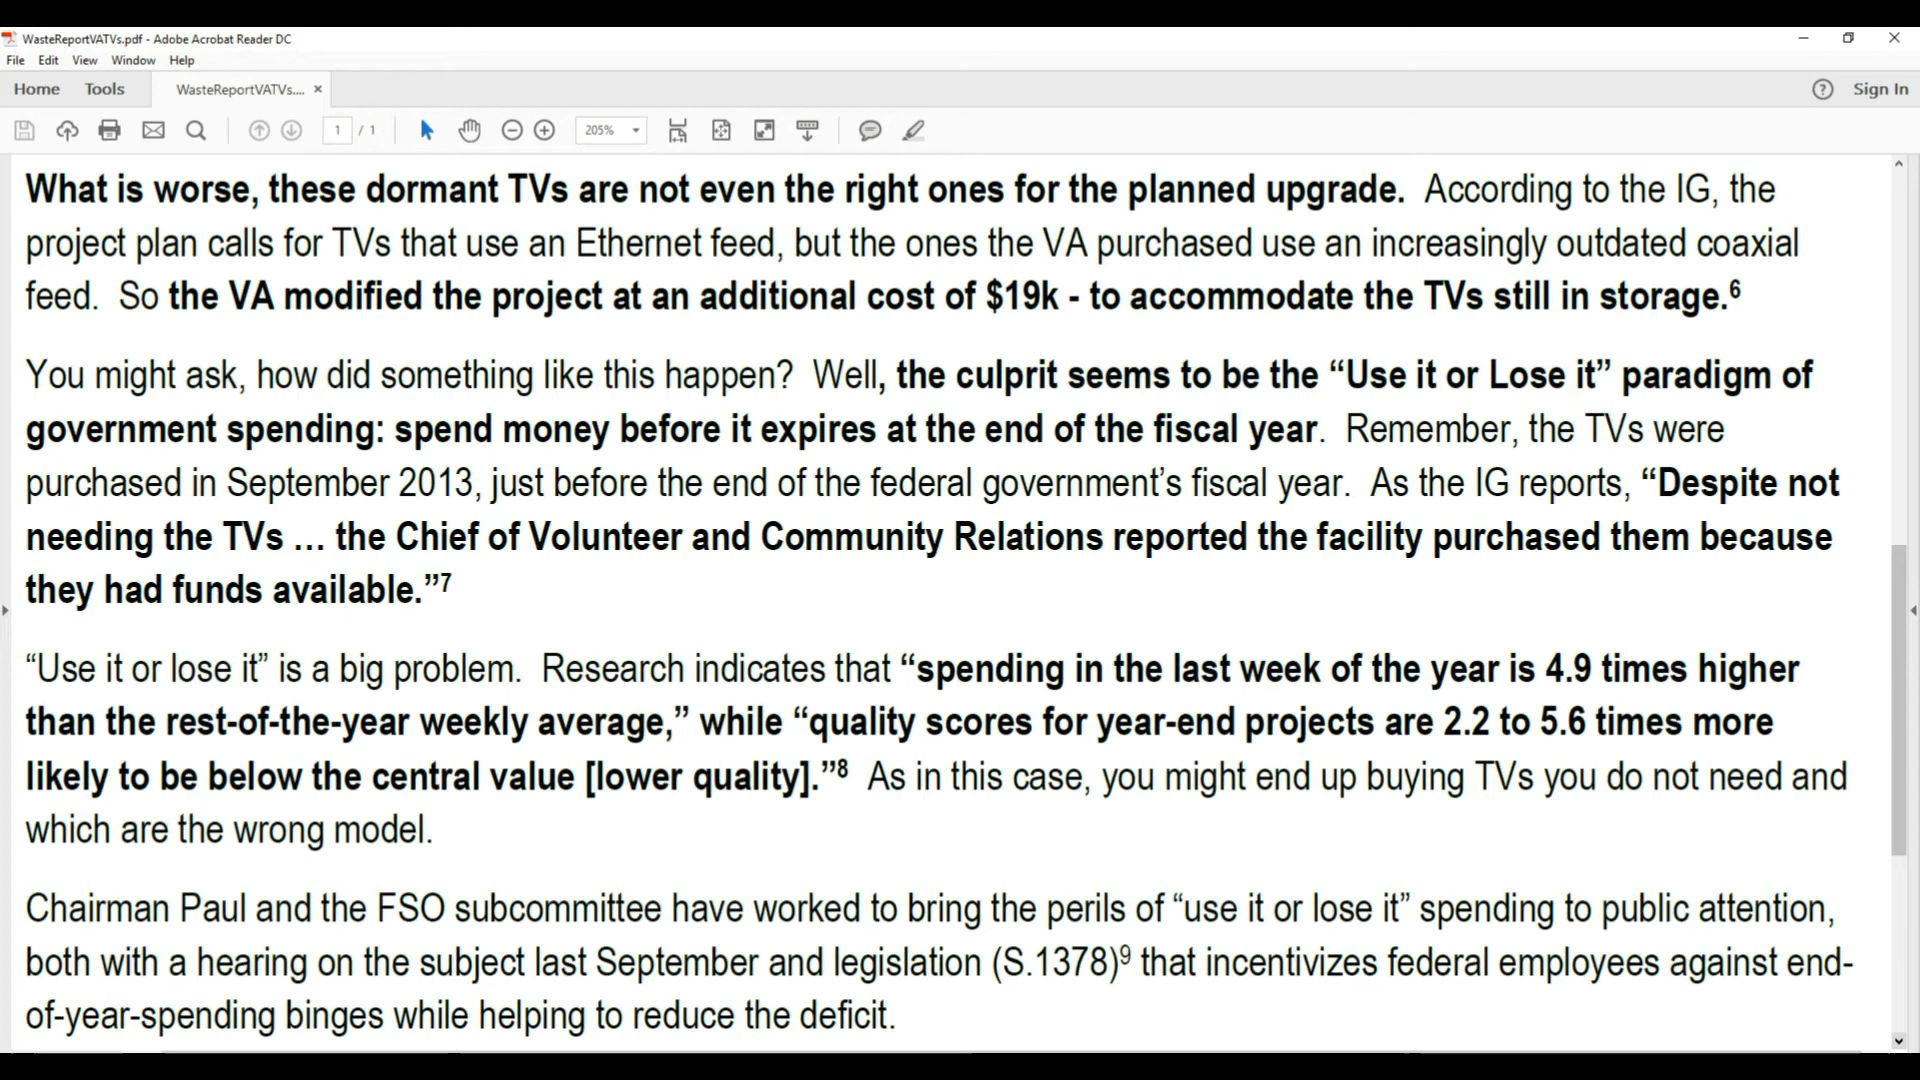 WasteReportVATVs.pdf - Adobe Acrobat Reader DC
File Edit View Window Help
Home Tools WasteReportVATVs.... × ? Sign In
1 / 1 205%
What is worse, these dormant TVs are not even the right ones for the planned upgrade. According to the IG, the
project plan calls for TVs that use an Ethernet feed, but the ones the VA purchased use an increasingly outdated coaxial
feed. So the VA modified the project at an additional cost of $19k - to accommodate the TVs still in storage.⁶
You might ask, how did something like this happen? Well, the culprit seems to be the “Use it or Lose it” paradigm of
government spending: spend money before it expires at the end of the fiscal year. Remember, the TVs were
purchased in September 2013, just before the end of the federal government’s fiscal year. As the IG reports, “Despite not
needing the TVs … the Chief of Volunteer and Community Relations reported the facility purchased them because
they had funds available.”⁷
“Use it or lose it” is a big problem. Research indicates that “spending in the last week of the year is 4.9 times higher
than the rest-of-the-year weekly average,” while “quality scores for year-end projects are 2.2 to 5.6 times more
likely to be below the central value [lower quality].”⁸ As in this case, you might end up buying TVs you do not need and
which are the wrong model.
Chairman Paul and the FSO subcommittee have worked to bring the perils of “use it or lose it” spending to public attention,
both with a hearing on the subject last September and legislation (S.1378)⁹ that incentivizes federal employees against end-
of-year-spending binges while helping to reduce the deficit.